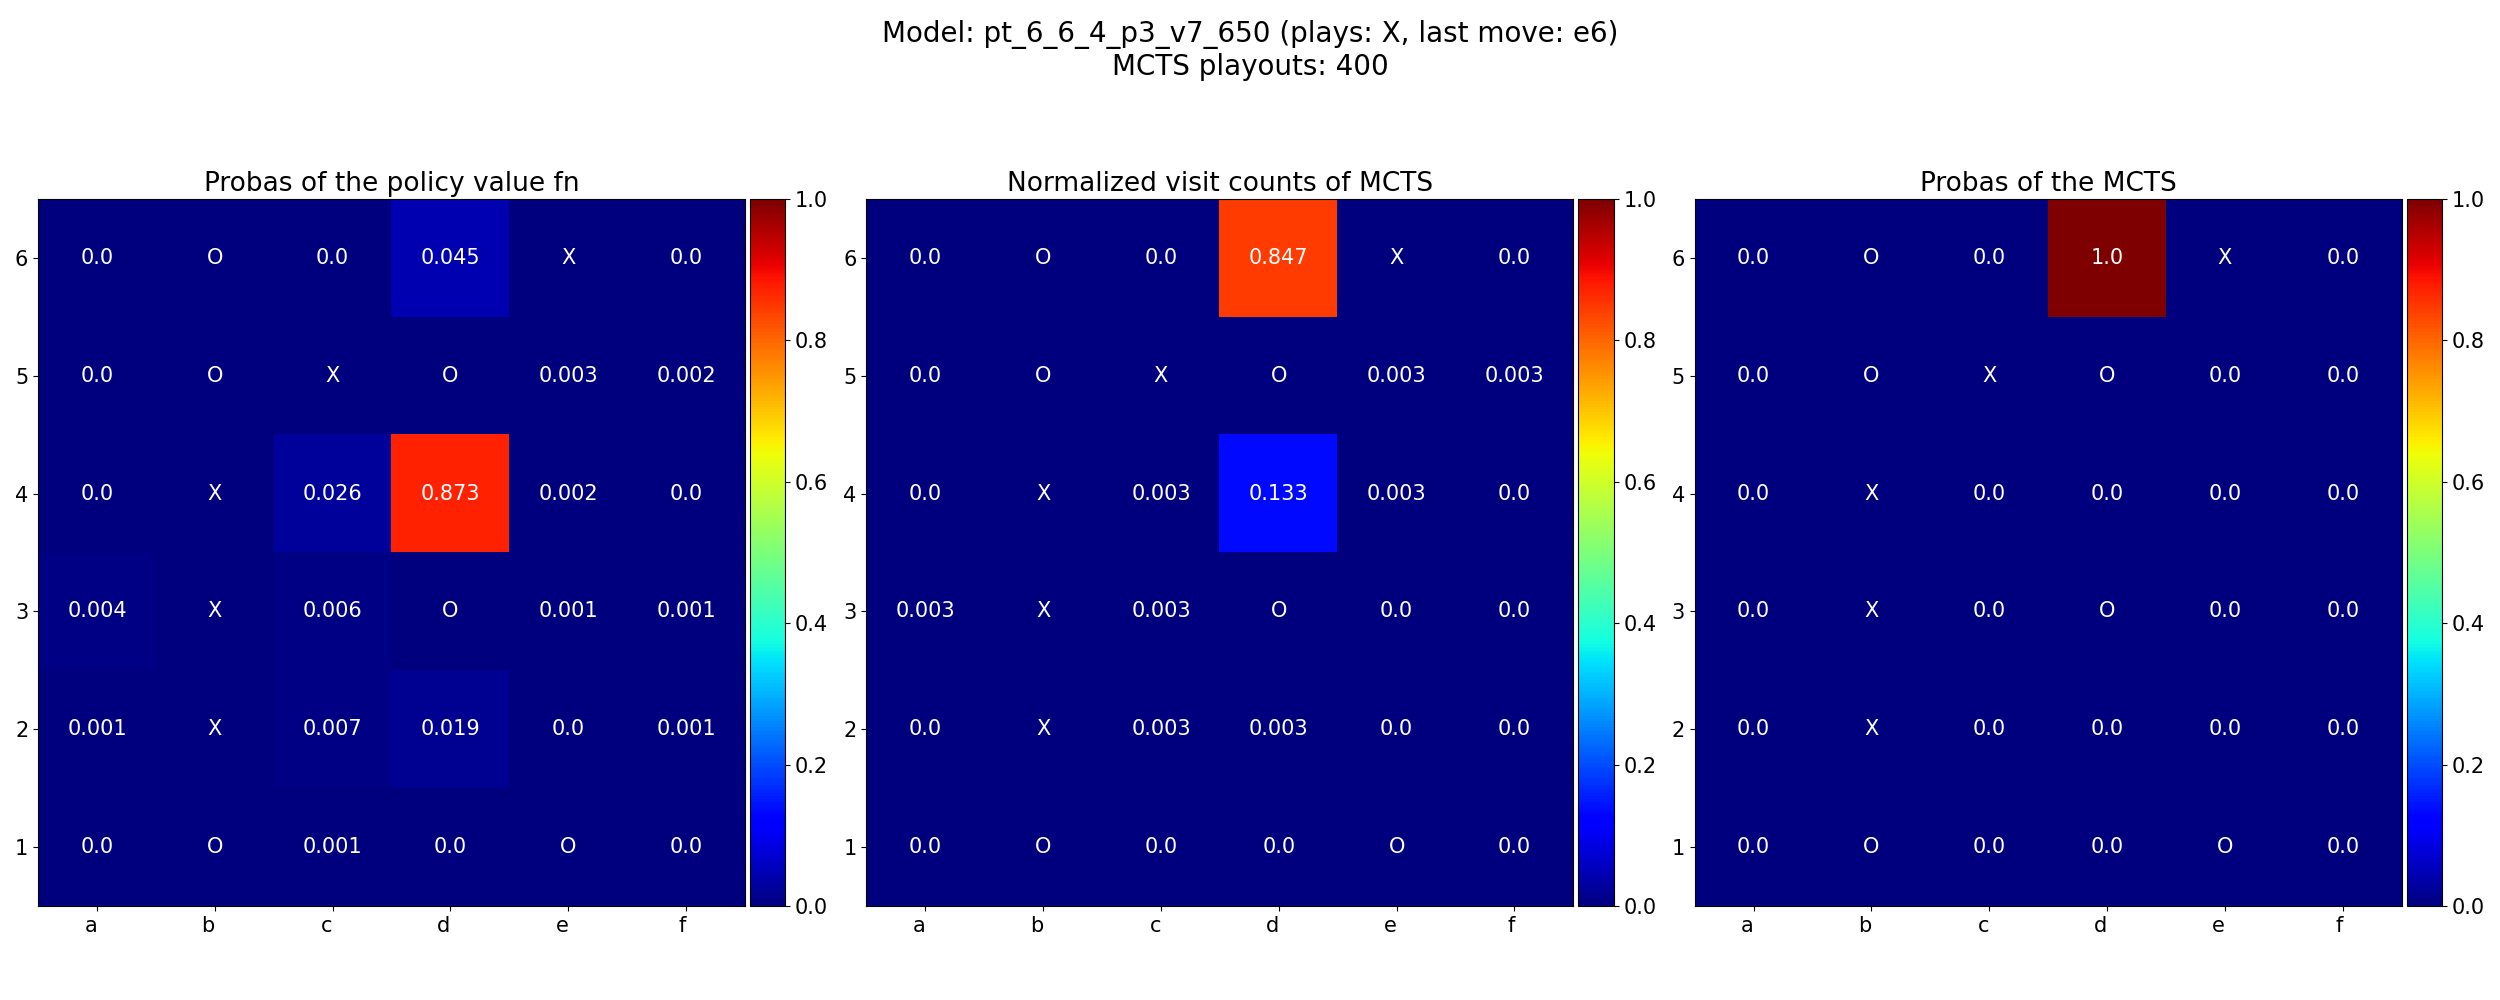 Model: pt_6_6_4_p3_v7_650 (plays: X, last move: e6)
MCTS playouts: 400
Probas of the policy value fn
1.0
6 0.0 O 0.0 0.045 X 0.0
5 0.0 O X O 0.003 0.002
0.8
4 0.0 X 0.026 0.873 0.002 0.0
0.6
3 0.004 X 0.006 O 0.001 0.001
0.4
2 0.001 X 0.007 0.019 0.0 0.001
0.2
1 0.0 O 0.001 0.0 O 0.0
0.0
a b c d e f
Normalized visit counts of MCTS
1.0
6 0.0 O 0.0 0.847 X 0.0
5 0.0 O X O 0.003 0.003
0.8
4 0.0 X 0.003 0.133 0.003 0.0
0.6
3 0.003 X 0.003 O 0.0 0.0
0.4
2 0.0 X 0.003 0.003 0.0 0.0
0.2
1 0.0 O 0.0 0.0 O 0.0
0.0
a b c d e f
Probas of the MCTS
1.0
6 0.0 O 0.0 1.0 X 0.0
5 0.0 O X O 0.0 0.0
0.8
4 0.0 X 0.0 0.0 0.0 0.0
0.6
3 0.0 X 0.0 O 0.0 0.0
0.4
2 0.0 X 0.0 0.0 0.0 0.0
0.2
1 0.0 O 0.0 0.0 O 0.0
0.0
a b c d e f